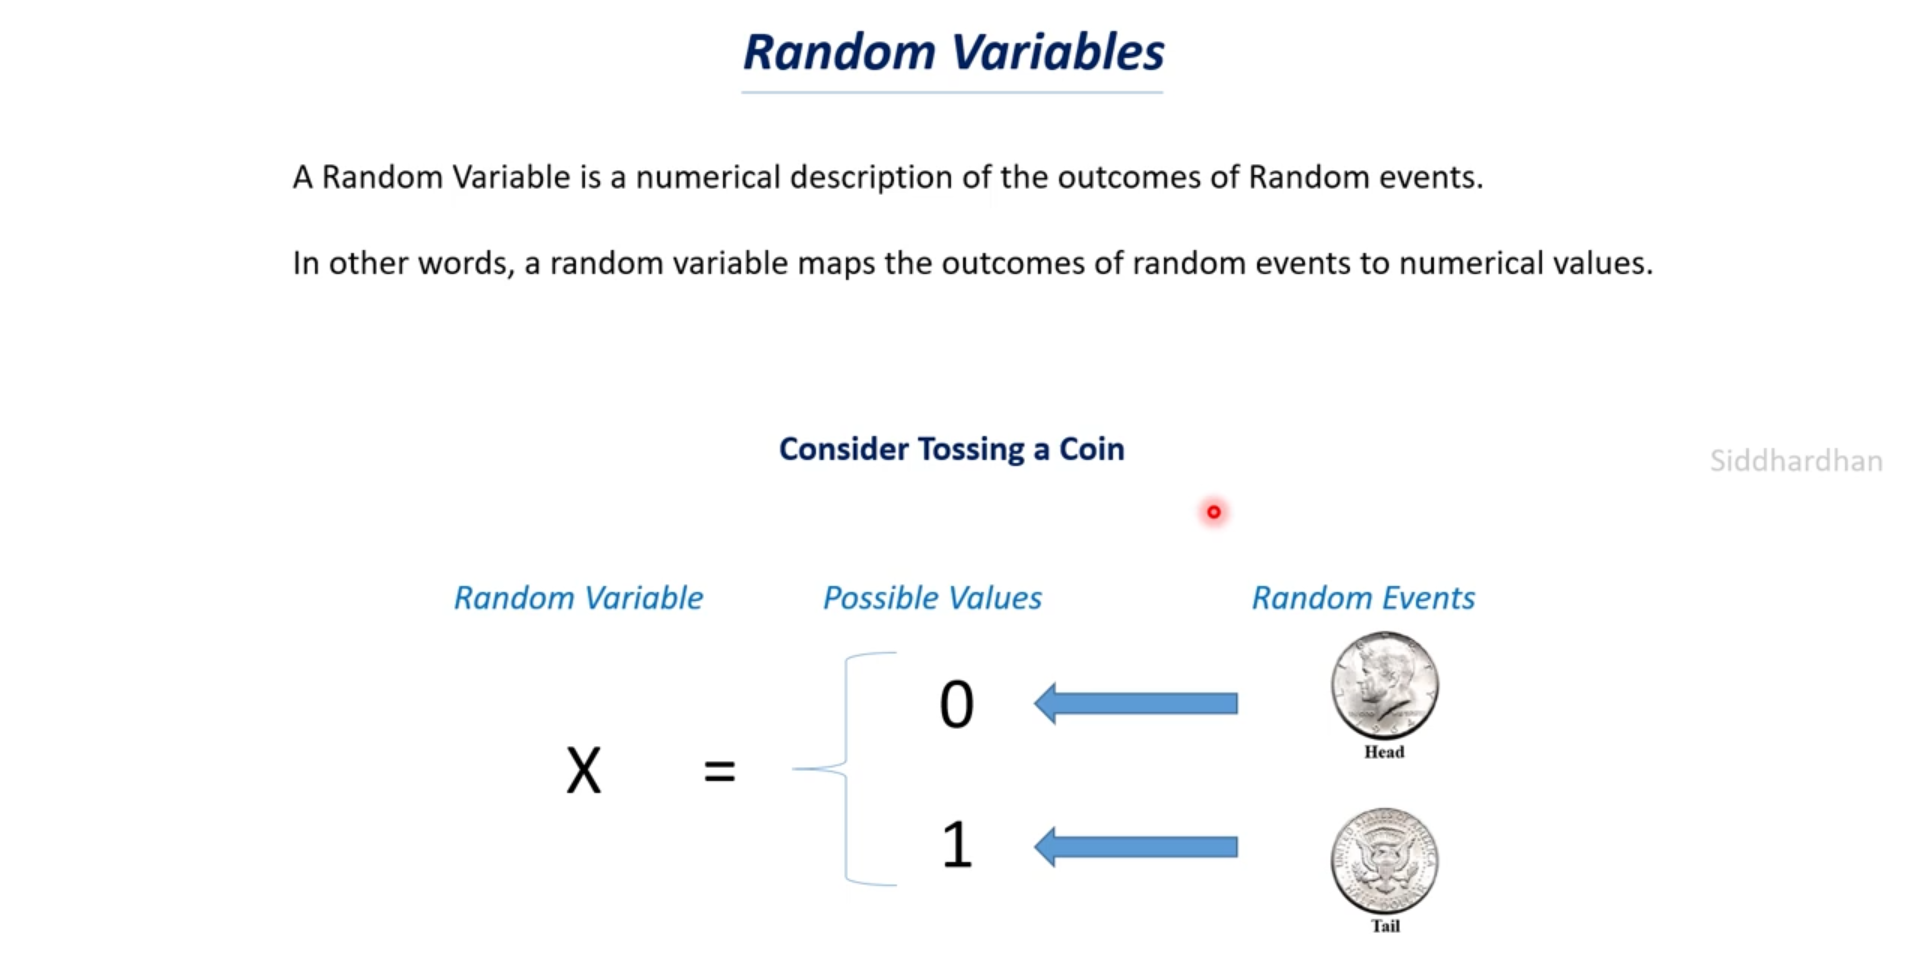 Random Variables
A Random Variable is a numerical description of the outcomes of Random events.
In other words, a random variable maps the outcomes of random events to numerical values.
Consider Tossing a Coin
Siddhardhan
Random Variable Possible Values Random Events
0
Head
X =
1
Tail